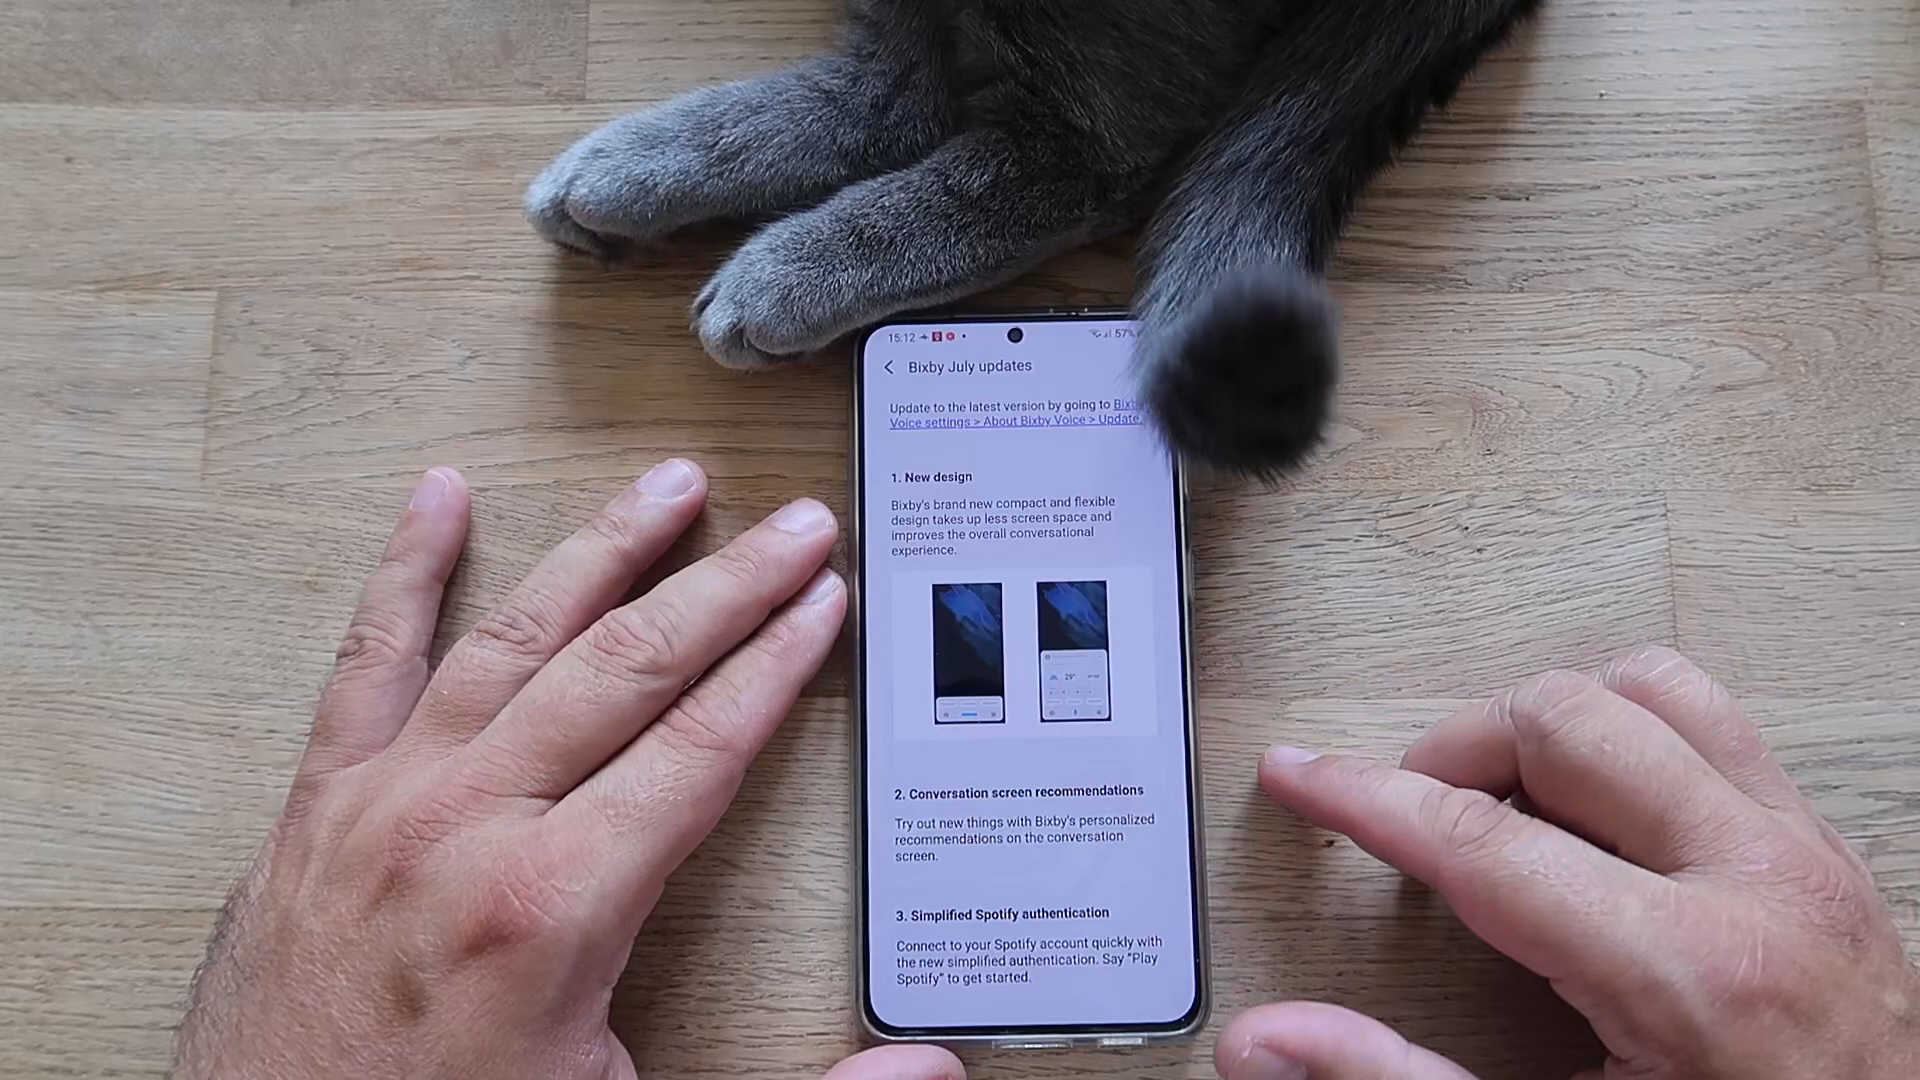 15:12
57%
Bixby July updates
Update to the latest version by going to
Voice settings > About Bixby Voice > Update.
1. New design
Bixby's brand new compact and flexible
design takes up less screen space and
improves the overall conversational
experience.
29°
2. Conversation screen recommendations
Try out new things with Bixby's personalized
recommendations on the conversation
screen.
3. Simplified Spotify authentication
Connect to your Spotify account quickly with
the new simplified authentication. Say "Play
Spotify" to get started.